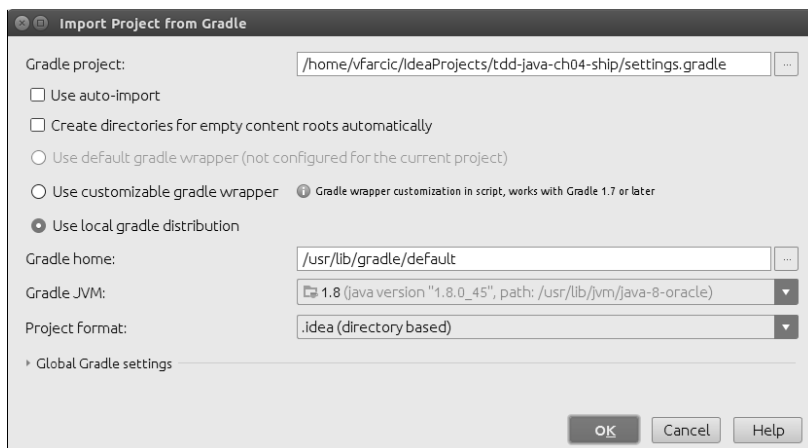 Import Project from Gradle
Gradle project: /home/vfarcic/IdeaProjects/tdd-java-ch04-ship/settings.gradle ...
Use auto-import
Create directories for empty content roots automatically
Use default gradle wrapper (not configured for the current project)
Use customizable gradle wrapper Gradle wrapper customization in script, works with Gradle 1.7 or later
Use local gradle distribution
Gradle home: /usr/lib/gradle/default ...
Gradle JVM: 1.8 (java version "1.8.0_45", path: /usr/lib/jvm/java-8-oracle)
Project format: .idea (directory based)
Global Gradle settings
OK Cancel Help